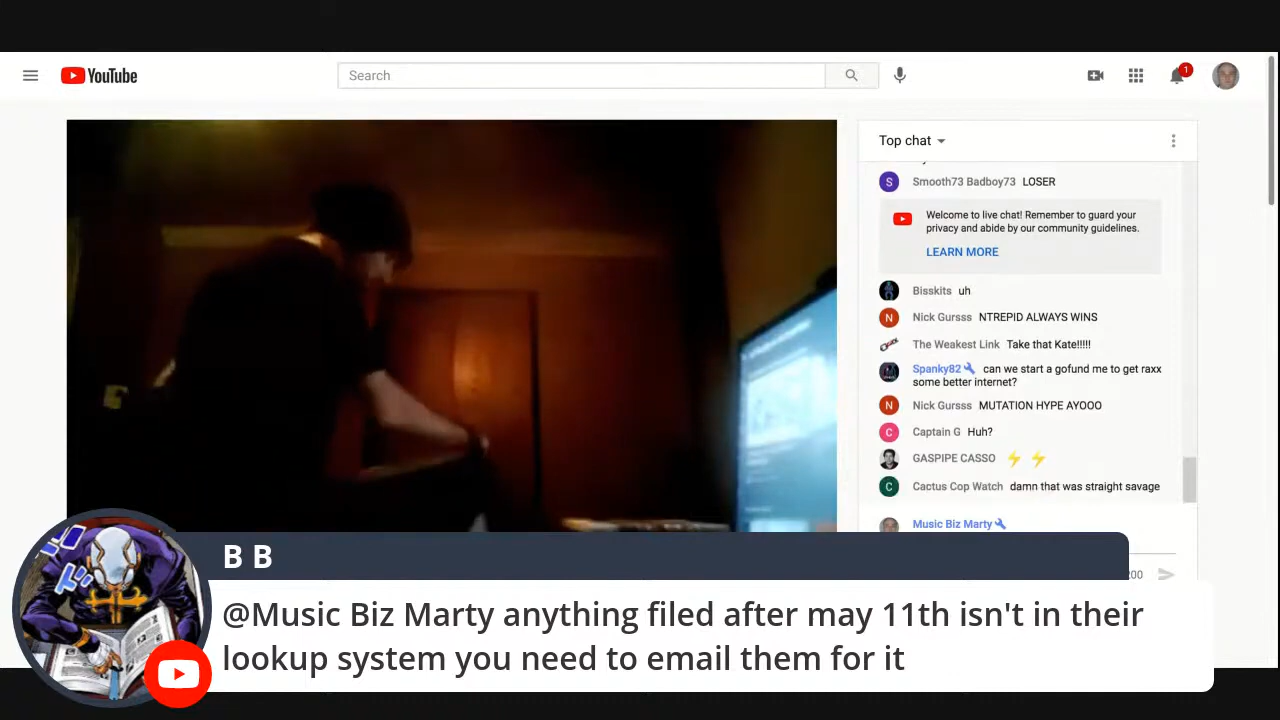 YouTube
Search
1
Top chat
Smooth73 Badboy73 LOSER
Welcome to live chat! Remember to guard your
privacy and abide by our community guidelines.
LEARN MORE
Bisskits uh
N Nick Gursss NTREPID ALWAYS WINS
The Weakest Link Take that Kate!!!!!
Spanky82 can we start a gofund me to get raxx
some better internet?
N Nick Gursss MUTATION HYPE AYOOO
C Captain G Huh?
GASPIPE CASSO ⚡ ⚡
C Cactus Cop Watch damn that was straight savage
Music Biz Marty
B B
@Music Biz Marty anything filed after may 11th isn't in their
lookup system you need to email them for it